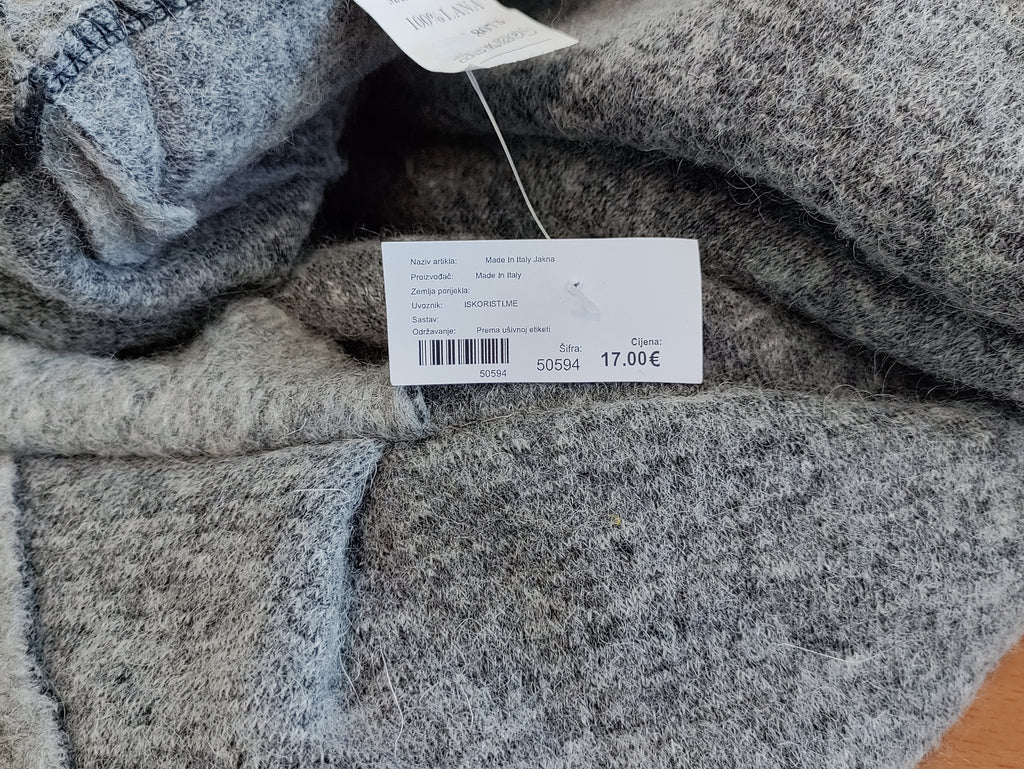 100% LANA
Naziv artikla: Made In Italy Jakna
Proizvođač: Made In Italy
Zemlja porijekla:
Uvoznik: ISKORISTI.ME
Sastav:
Održavanje: Prema ušivnoj etiketi
Šifra: Cijena:
50594 50594 17.00€